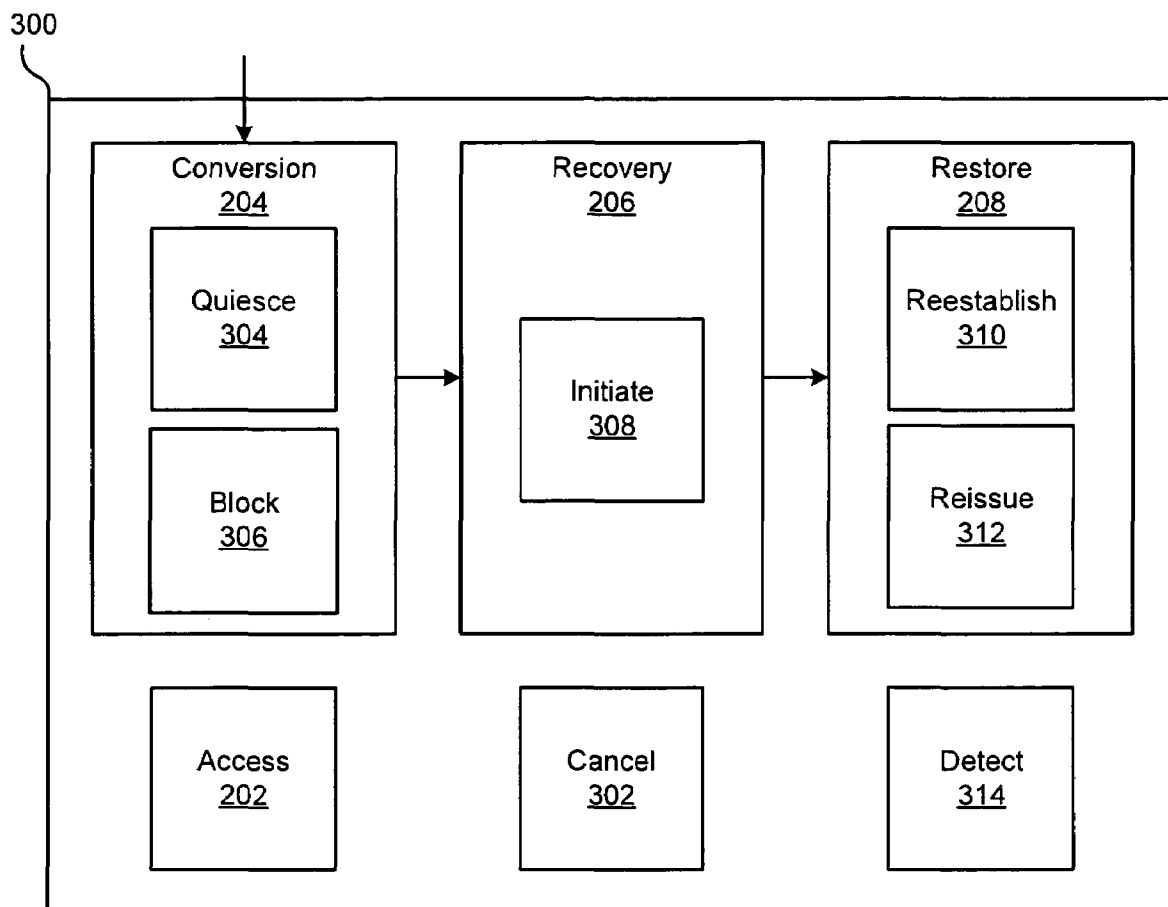 300
Conversion
204
Quiesce
304
Block
306
Recovery
206
Initiate
308
Restore
208
Reestablish
310
Reissue
312
Access
202
Cancel
302
Detect
314